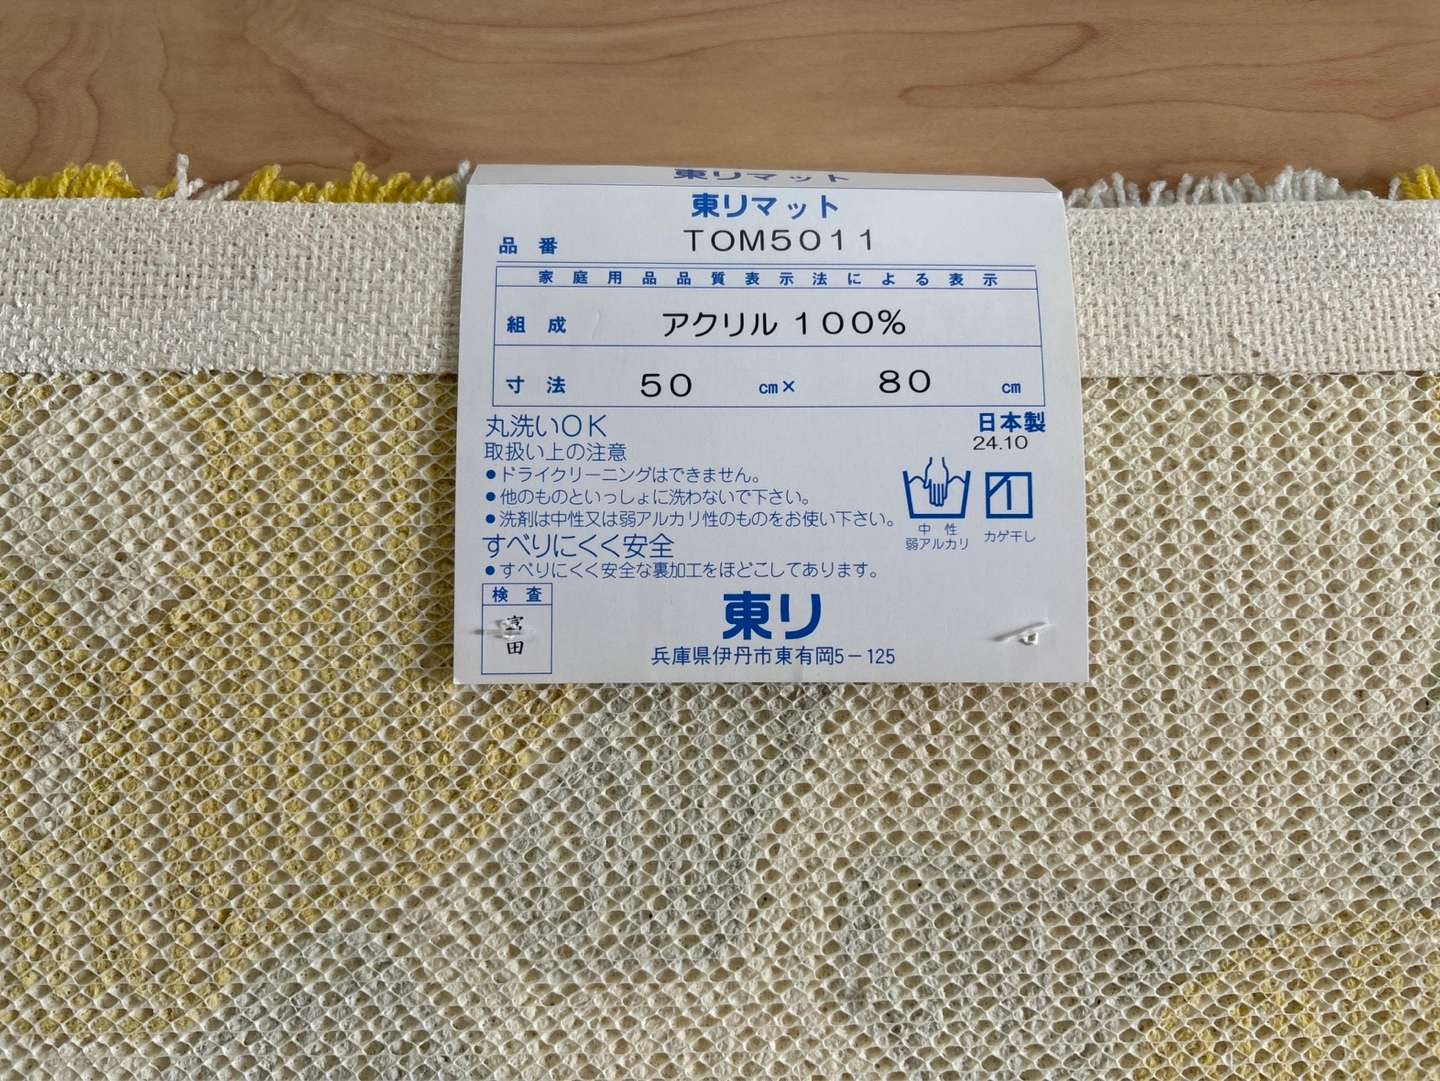 東リマット
東リマット
品番 TOM5011
家庭用品品質表示法による表示
組成 アクリル 100%
寸法 50 cm× 80 cm
丸洗いOK
日本製
24.10
取扱い上の注意
●ドライクリーニングはできません。
●他のものといっしょに洗わないで下さい。
●洗剤は中性又は弱アルカリ性のものをお使い下さい。
中性
弱アルカリ
カゲ干し
すべりにくく安全
●すべりにくく安全な裏加工をほどこしてあります。
検査
宮田
東リ
兵庫県伊丹市東有岡5−125